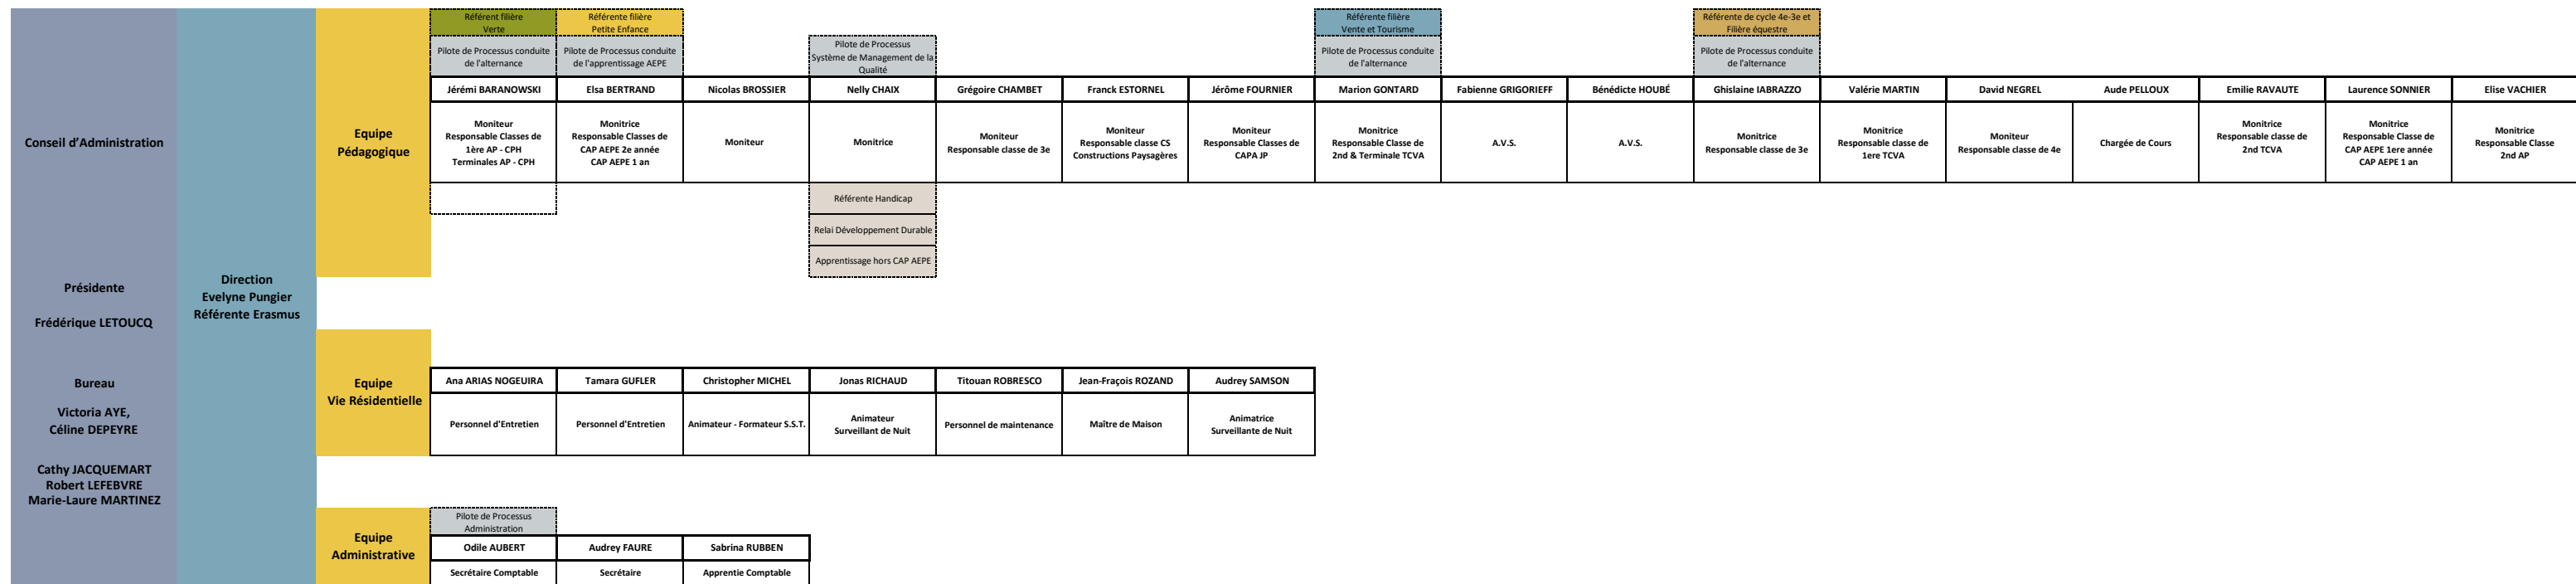 Conseil d'Administration
Présidente
Frédérique LETOUCQ
Bureau
Victoria AYE,
Céline DEPEYRE
Cathy JACQUEMART
Robert LEFEBVRE
Marie-Laure MARTINEZ
Direction
Evelyne Pungier
Référente Erasmus
Equipe
Pédagogique
Référent filière
Verte
Pilote de Processus conduite
de l'alternance
Jérémi BARANOWSKI
Moniteur
Responsable Classes de
1ère AP - CPH
Terminales AP - CPH
Référente filière
Petite Enfance
Pilote de Processus conduite
de l'apprentissage AEPE
Elsa BERTRAND
Monitrice
Responsable Classes de
CAP AEPE 2e année
CAP AEPE 1 an
Nicolas BROSSIER
Moniteur
Pilote de Processus
Système de Management de la
Qualité
Nelly CHAIX
Monitrice
Référente Handicap
Relai Développement Durable
Apprentissage hors CAP AEPE
Grégoire CHAMBET
Moniteur
Responsable classe de 3e
Franck ESTORNEL
Moniteur
Responsable classe CS
Constructions Paysagères
Jérôme FOURNIER
Moniteur
Responsable Classes de
CAPA JP
Référente filière
Vente et Tourisme
Pilote de Processus conduite
de l'alternance
Marion GONTARD
Monitrice
Responsable Classe de
2nd & Terminale TCVA
Fabienne GRIGORIEFF
A.V.S.
Bénédicte HOUBÉ
A.V.S.
Référente de cycle 4e-3e et
Filière équestre
Pilote de Processus conduite
de l'alternance
Ghislaine IABRAZZO
Monitrice
Responsable classe de 3e
Valérie MARTIN
Monitrice
Responsable classe de
1ere TCVA
David NEGREL
Moniteur
Responsable classe de 4e
Aude PELLOUX
Chargée de Cours
Emilie RAVAUTE
Monitrice
Responsable classe de
2nd TCVA
Laurence SONNIER
Monitrice
Responsable Classe de
CAP AEPE 1ere année
CAP AEPE 1 an
Elise VACHIER
Monitrice
Responsable Classe
2nd AP
Equipe
Vie Résidentielle
Ana ARIAS NOGEUIRA
Personnel d'Entretien
Tamara GUFLER
Personnel d'Entretien
Christopher MICHEL
Animateur - Formateur S.S.T.
Jonas RICHAUD
Animateur
Surveillant de Nuit
Titouan ROBRESCO
Personnel de maintenance
Jean-Fraçois ROZAND
Maître de Maison
Audrey SAMSON
Animatrice
Surveillante de Nuit
Equipe
Administrative
Pilote de Processus
Administration
Odile AUBERT
Secrétaire Comptable
Audrey FAURE
Secrétaire
Sabrina RUBBEN
Apprentie Comptable